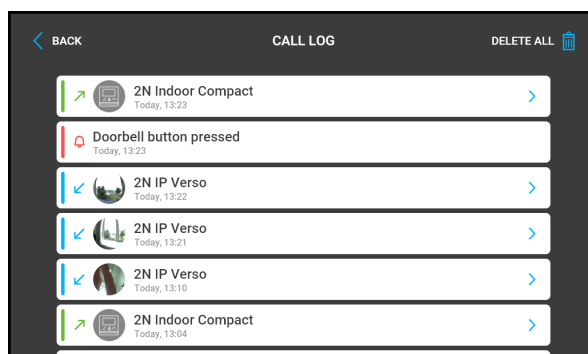 BACK
CALL LOG
DELETE ALL
2N Indoor Compact
Today, 13:23
Doorbell button pressed
Today, 13:23
2N IP Verso
Today, 13:22
2N IP Verso
Today, 13:21
2N IP Verso
Today, 13:10
2N Indoor Compact
Today, 13:04